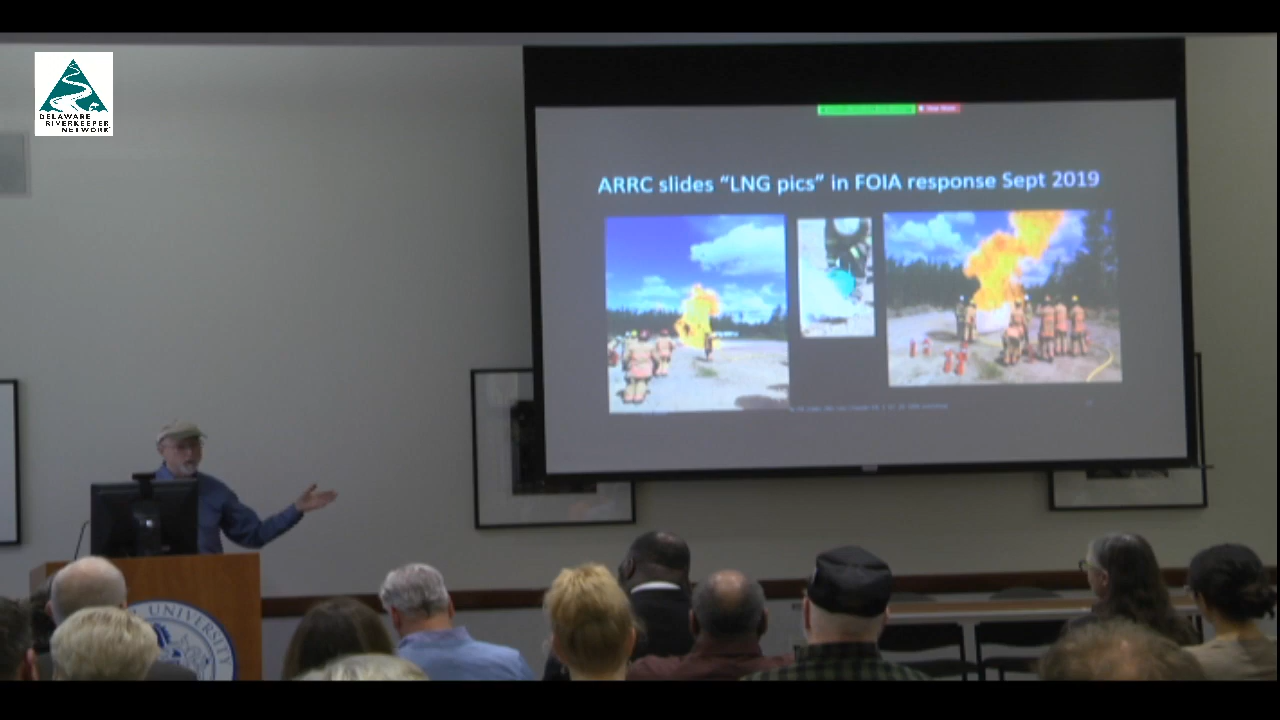 DELAWARE
RIVERKEEPER
NETWORK
ARRC slides "LNG pics" in FOIA response Sept 2019
UNIVERSITY